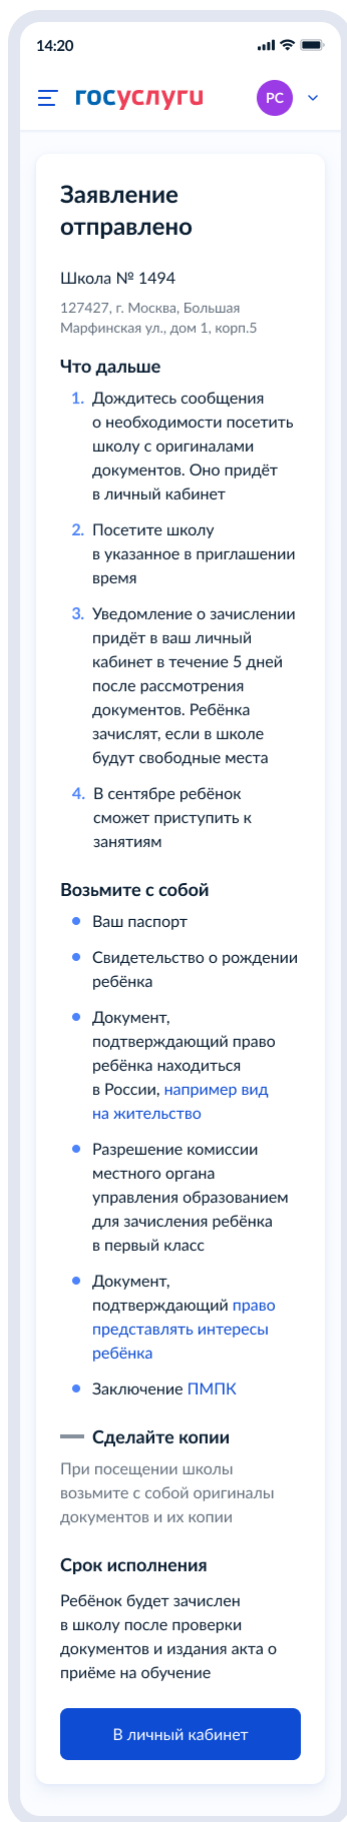 14:20
госуслуги
РС
Заявление
отправлено
Школа № 1494
127427, г. Москва, Большая
Марфинская ул., дом 1, корп.5
Что дальше
1. Дождитесь сообщения
о необходимости посетить
школу с оригиналами
документов. Оно придёт
в личный кабинет
2. Посетите школу
в указанное в приглашении
время
3. Уведомление о зачислении
придёт в ваш личный
кабинет в течение 5 дней
после рассмотрения
документов. Ребёнка
зачислят, если в школе
будут свободные места
4. В сентябре ребёнок
сможет приступить к
занятиям
Возьмите с собой
Ваш паспорт
Свидетельство о рождении
ребёнка
Документ,
подтверждающий право
ребёнка находиться
в России, например вид
на жительство
Разрешение комиссии
местного органа
управления образованием
для зачисления ребёнка
в первый класс
Документ,
подтверждающий право
представлять интересы
ребёнка
Заключение ПМПК
Сделайте копии
При посещении школы
возьмите с собой оригиналы
документов и их копии
Срок исполнения
Ребёнок будет зачислен
в школу после проверки
документов и издания акта о
приёме на обучение
В личный кабинет